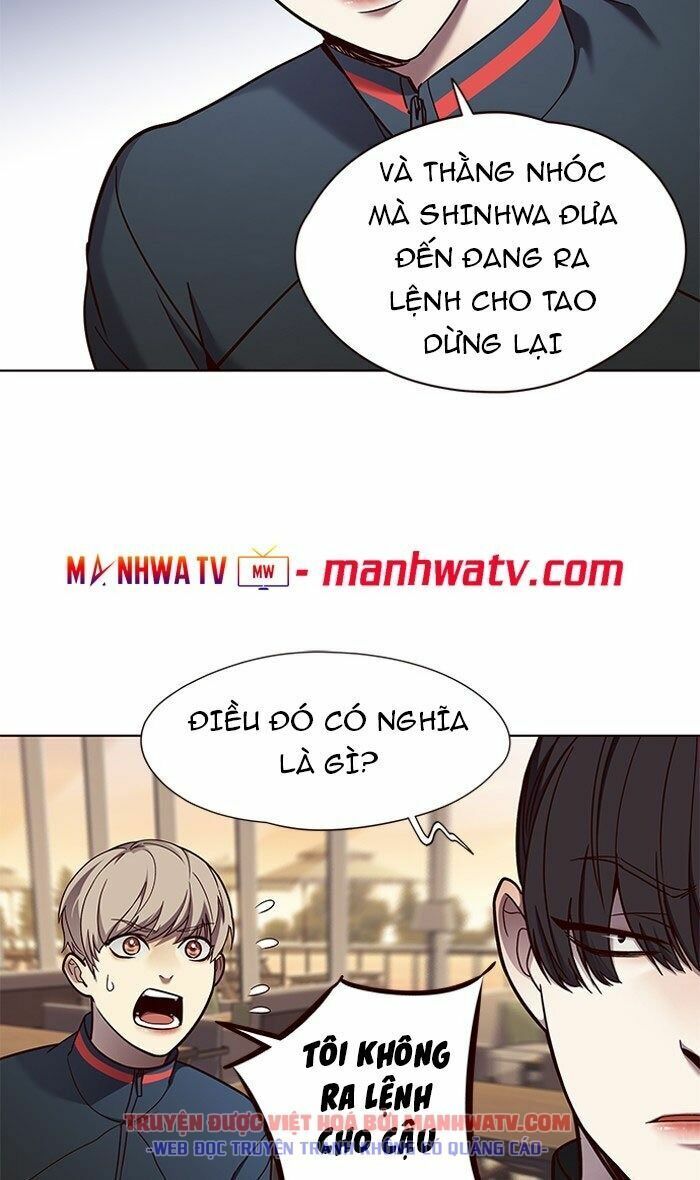 VÀ THẰNG NHÓC
MÀ SHINHWA ĐƯA
ĐẾN ĐANG RA
LỆNH CHO TAO
DỪNG LẠI
MANHWA TV MW - manhwatv.com
ĐIỀU ĐÓ CÓ NGHĨA
LÀ GÌ?
TÔI KHÔNG
RA LỆNH
CHO CẬU
TRUYỆN ĐƯỢC VIỆT HOÁ BỞI MANHWATV.COM
-WEB ĐỌC TRUYỆN TRANH KHÔNG CÓ QUẢNG CÁO-